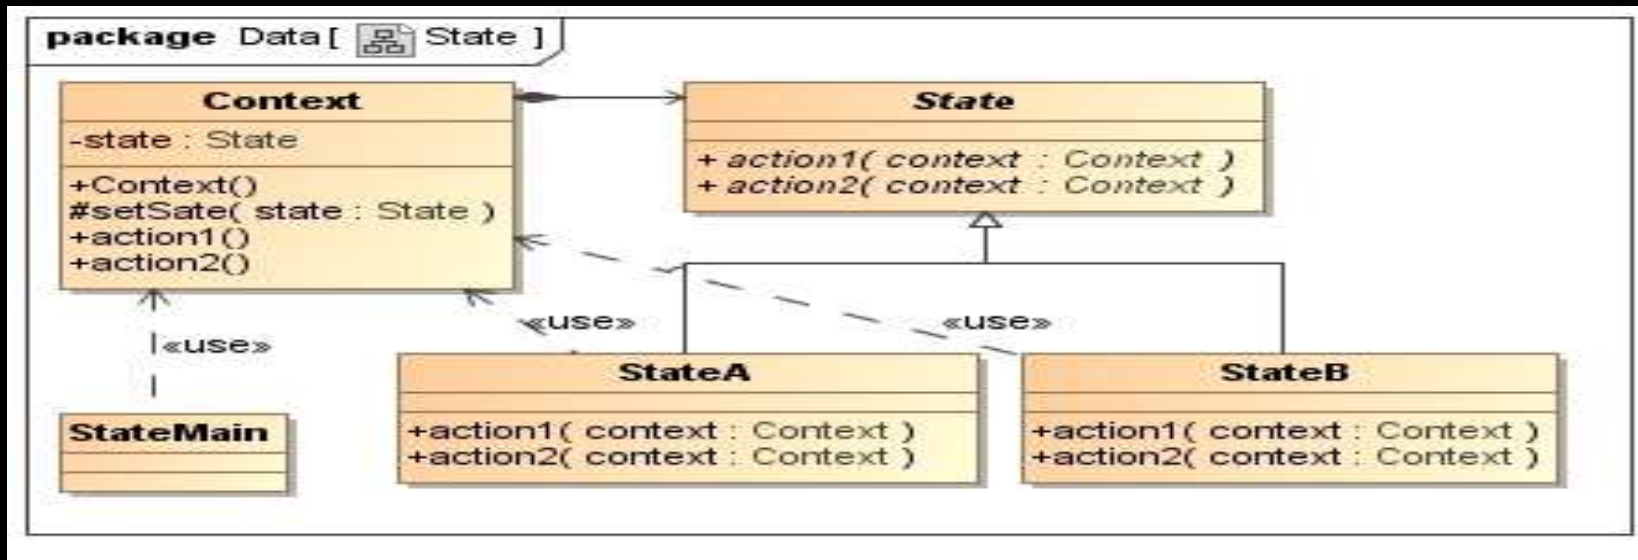 package Data[ State ]
Context
-state : State
+Context()
#setSate( state : State )
+action1()
+action2()
State
+ action1( context : Context )
+ action2( context : Context )
«use»
«use»
«use»
StateMain
StateA
+action1( context : Context )
+action2( context : Context )
StateB
+action1( context : Context )
+action2( context : Context )